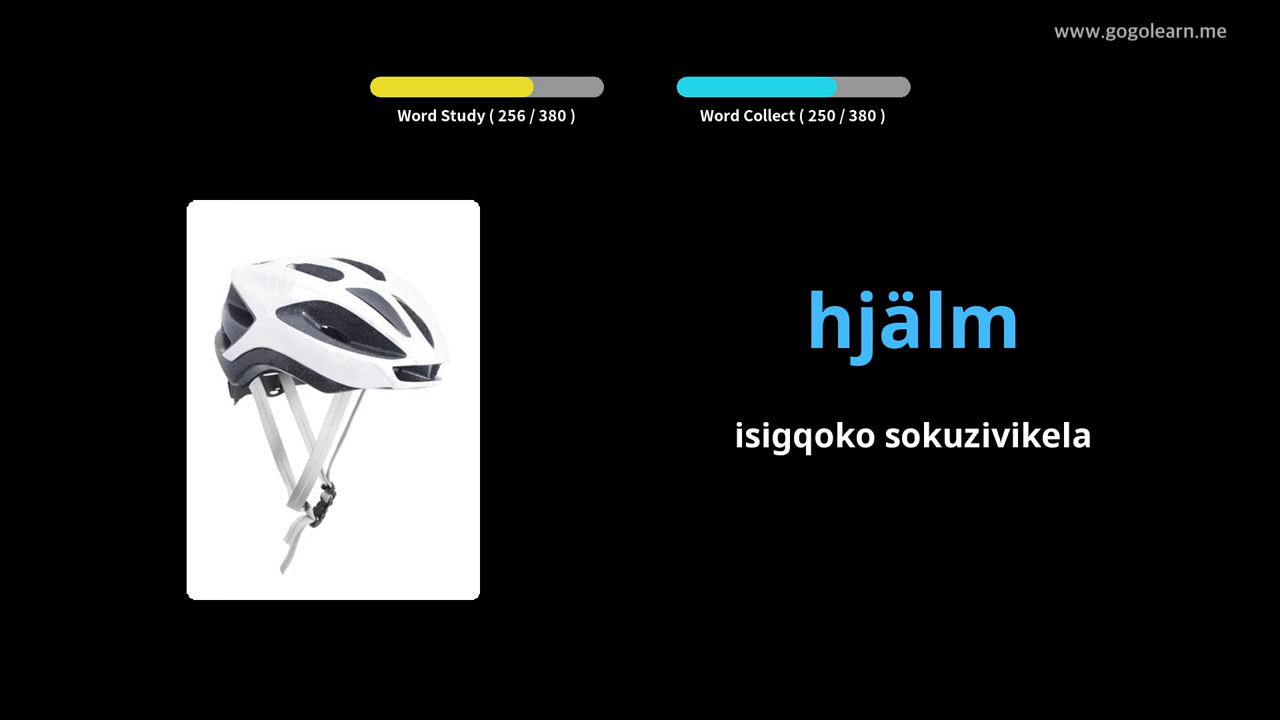 www.gogolearn.me
Word Study ( 256 / 380 )
Word Collect ( 250 / 380 )
hjälm
isigqoko sokuzivikela